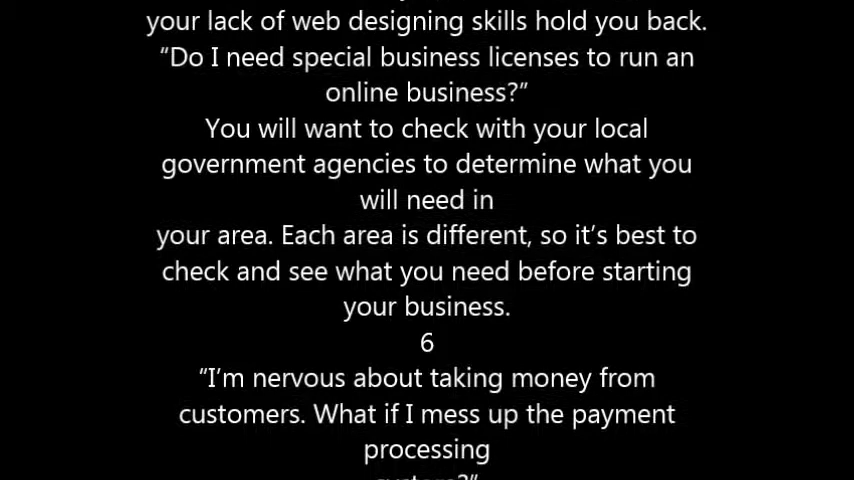 your lack of web designing skills hold you back.
“Do I need special business licenses to run an
online business?”
You will want to check with your local
government agencies to determine what you
will need in
your area. Each area is different, so it’s best to
check and see what you need before starting
your business.
6
“I’m nervous about taking money from
customers. What if I mess up the payment
processing
system?”